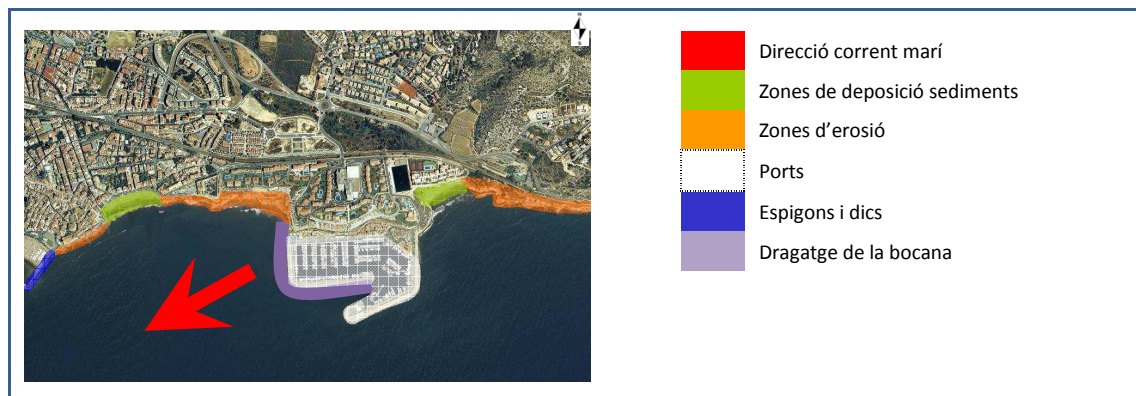 N
S
Direcció corrent marí
Zones de deposició sediments
Zones d'erosió
Ports
Espigons i dics
Dragatge de la bocana